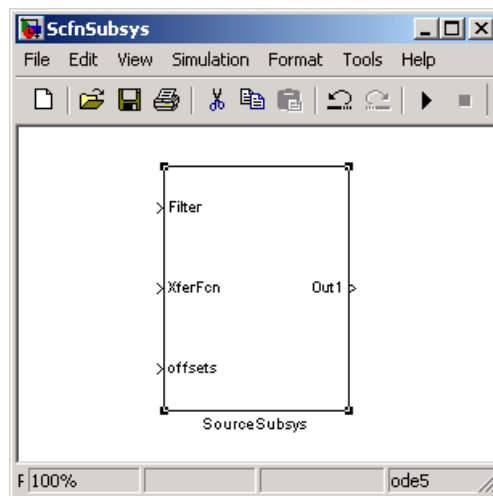 ScfnSubsys
File Edit View Simulation Format Tools Help
Filter
XferFcn Out1
offsets
SourceSubsys
F 100% ode5